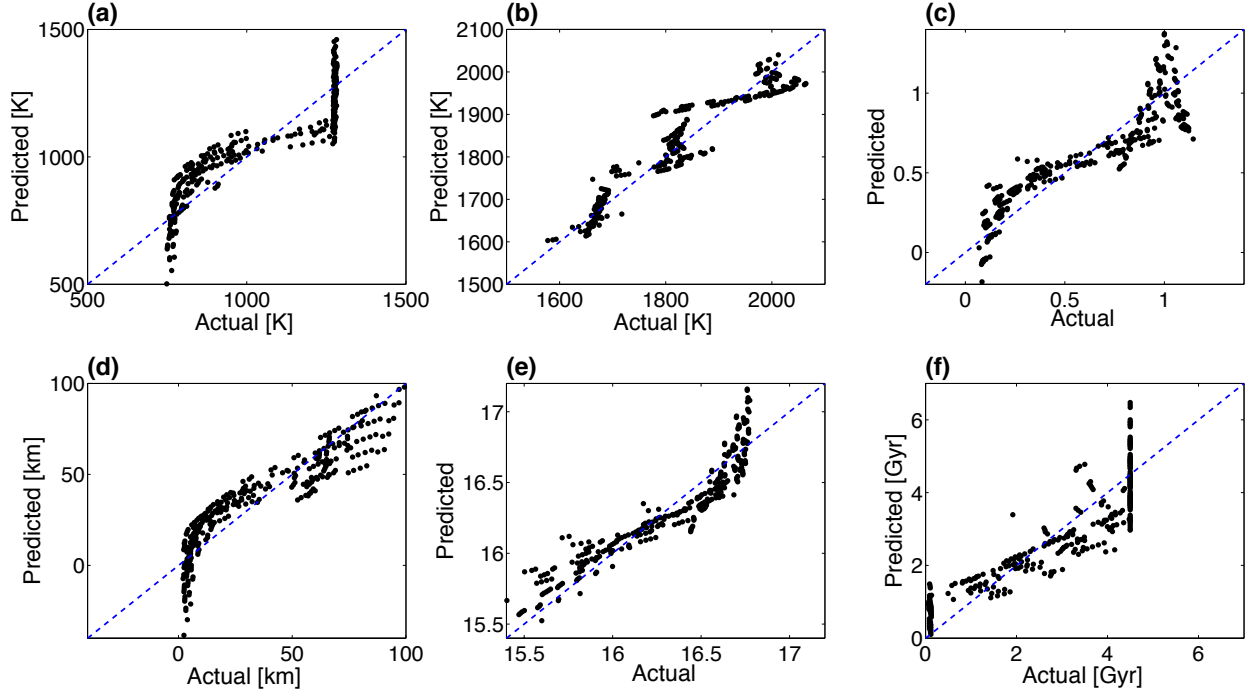 (a)
1500
1000
500
Predicted [K]
500
1000
1500
Actual [K]
(b)
2100
2000
1900
1800
1700
1600
1500
Predicted [K]
1600
1800
2000
Actual [K]
(c)
1
0.5
0
Predicted
0
0.5
1
Actual
(d)
100
50
0
Predicted [km]
0
50
100
Actual [km]
(e)
17
16.5
16
15.5
Predicted
15.5
16
16.5
17
Actual
(f)
6
4
2
0
Predicted [Gyr]
0
2
4
6
Actual [Gyr]